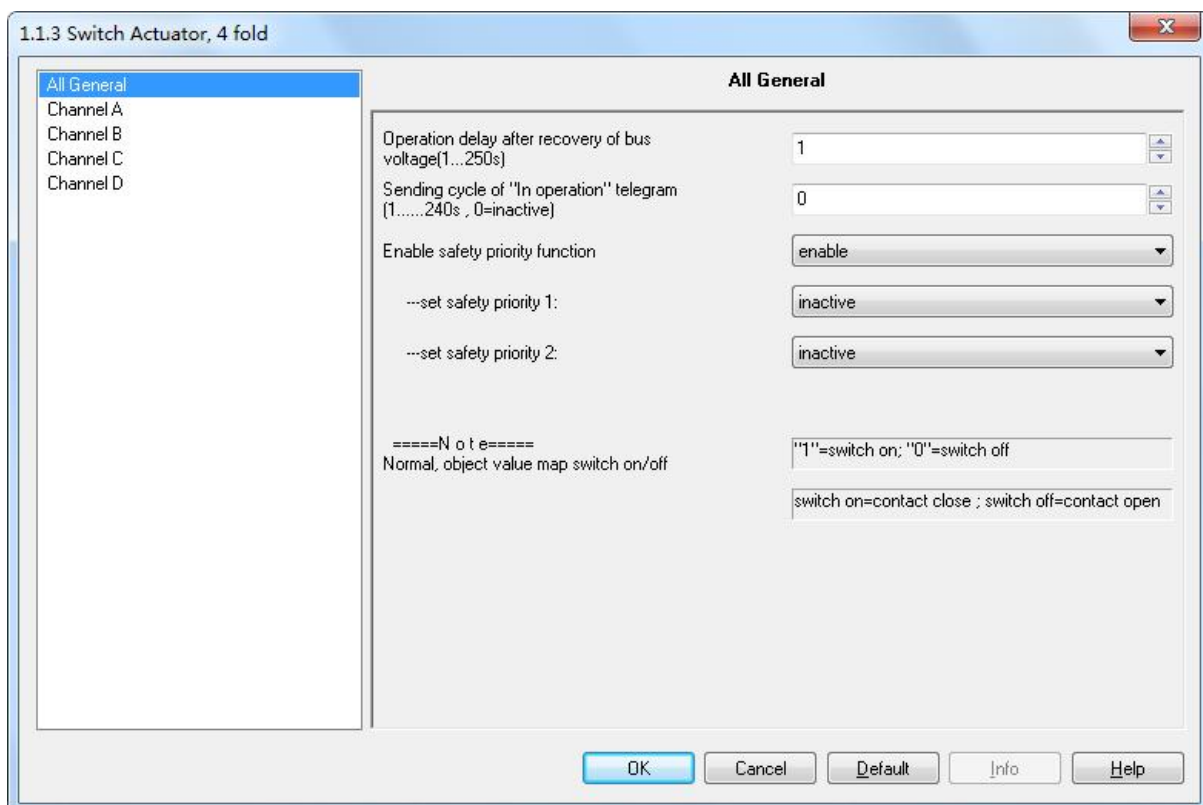 1.1.3 Switch Actuator, 4 fold
All General
Channel A
Channel B
Channel C
Channel D
All General
Operation delay after recovery of bus
voltage(1...250s)
1
Sending cycle of "In operation" telegram
(1......240s , 0=inactive)
0
Enable safety priority function
enable
---set safety priority 1:
inactive
---set safety priority 2:
inactive
=====N o t e=====
Normal, object value map switch on/off
"1"=switch on; "0"=switch off
switch on=contact close ; switch off=contact open
OK
Cancel
Default
Info
Help